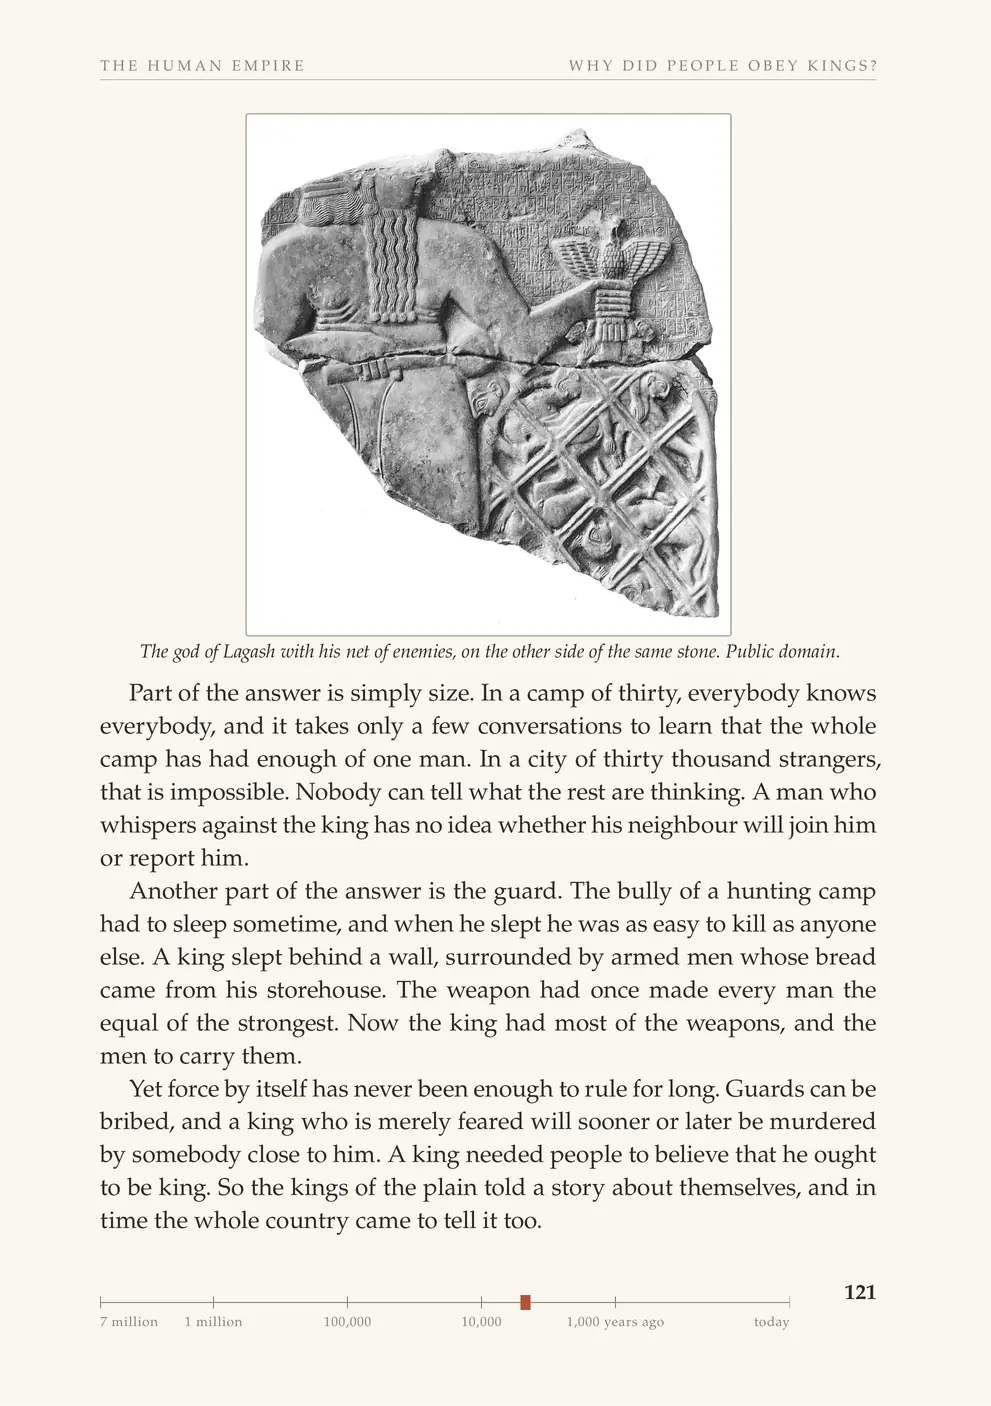 THE HUMAN EMPIRE
WHY DID PEOPLE OBEY KINGS?
The god of Lagash with his net of enemies, on the other side of the same stone. Public domain.
Part of the answer is simply size. In a camp of thirty, everybody knows
everybody, and it takes only a few conversations to learn that the whole
camp has had enough of one man. In a city of thirty thousand strangers,
that is impossible. Nobody can tell what the rest are thinking. A man who
whispers against the king has no idea whether his neighbour will join him
or report him.
Another part of the answer is the guard. The bully of a hunting camp
had to sleep sometime, and when he slept he was as easy to kill as anyone
else. A king slept behind a wall, surrounded by armed men whose bread
came from his storehouse. The weapon had once made every man the
equal of the strongest. Now the king had most of the weapons, and the
men to carry them.
Yet force by itself has never been enough to rule for long. Guards can be
bribed, and a king who is merely feared will sooner or later be murdered
by somebody close to him. A king needed people to believe that he ought
to be king. So the kings of the plain told a story about themselves, and in
time the whole country came to tell it too.
121
7 million 1 million 100,000 10,000 1,000 years ago today